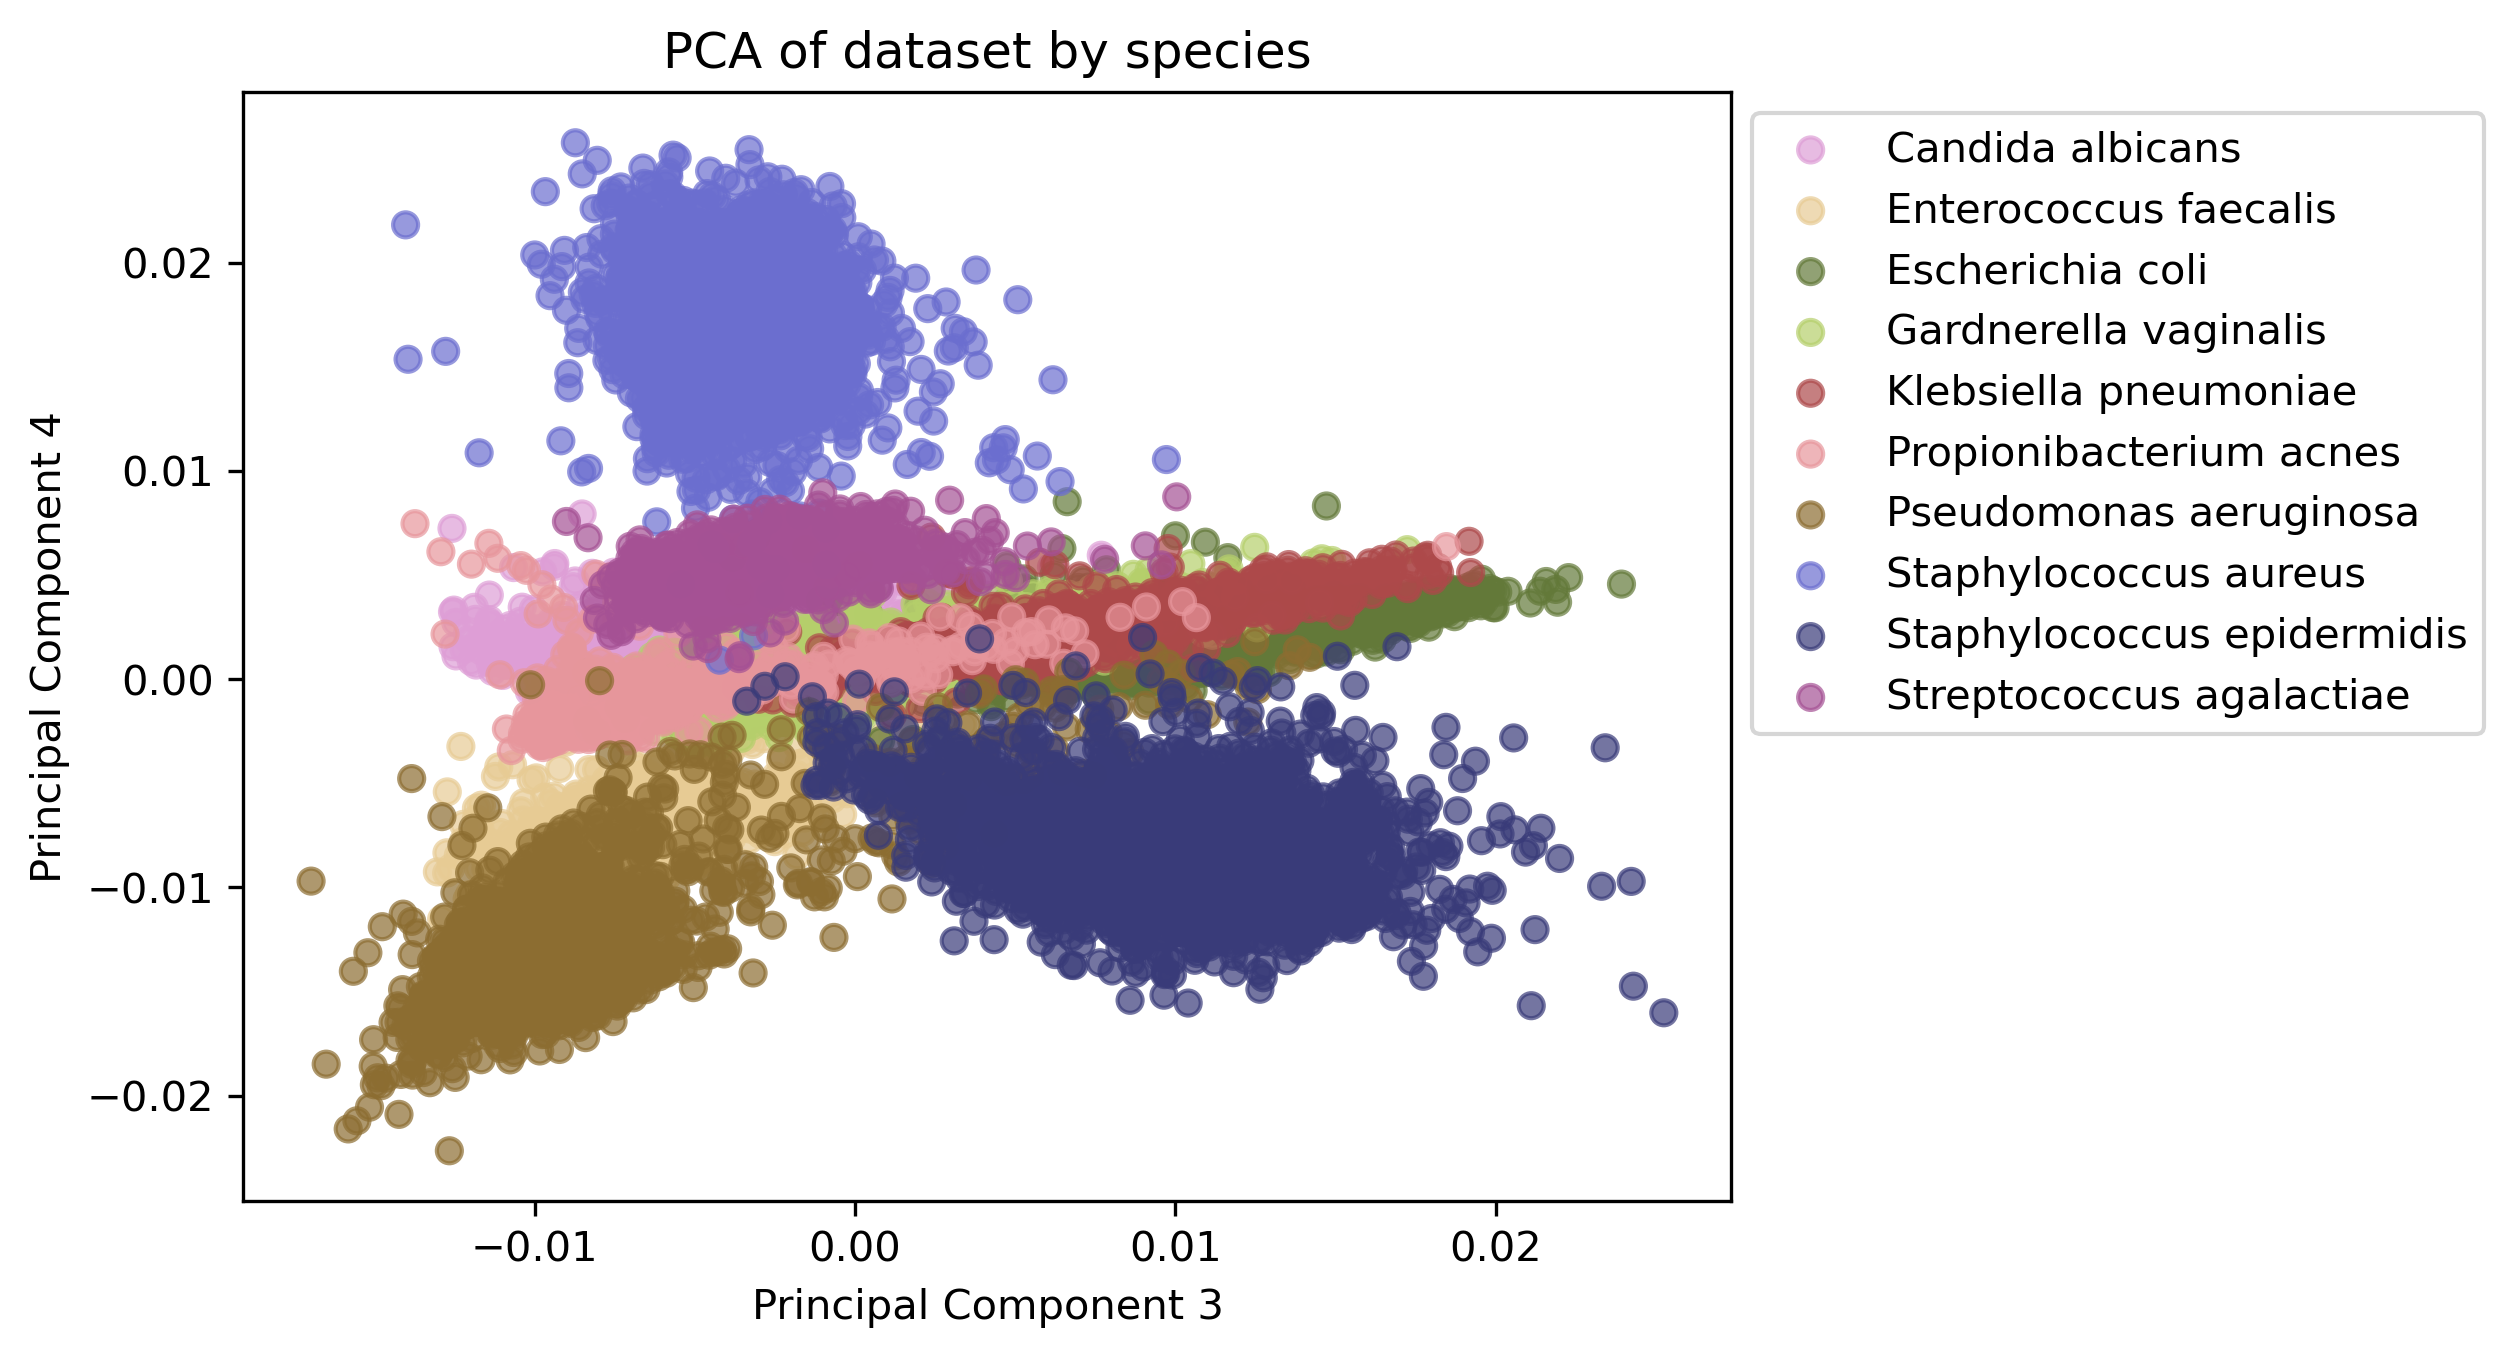 PCA of dataset by species
Principal Component 4
0.02
0.01
0.00
−0.01
−0.02
−0.01
0.00
0.01
0.02
Principal Component 3
Candida albicans
Enterococcus faecalis
Escherichia coli
Gardnerella vaginalis
Klebsiella pneumoniae
Propionibacterium acnes
Pseudomonas aeruginosa
Staphylococcus aureus
Staphylococcus epidermidis
Streptococcus agalactiae